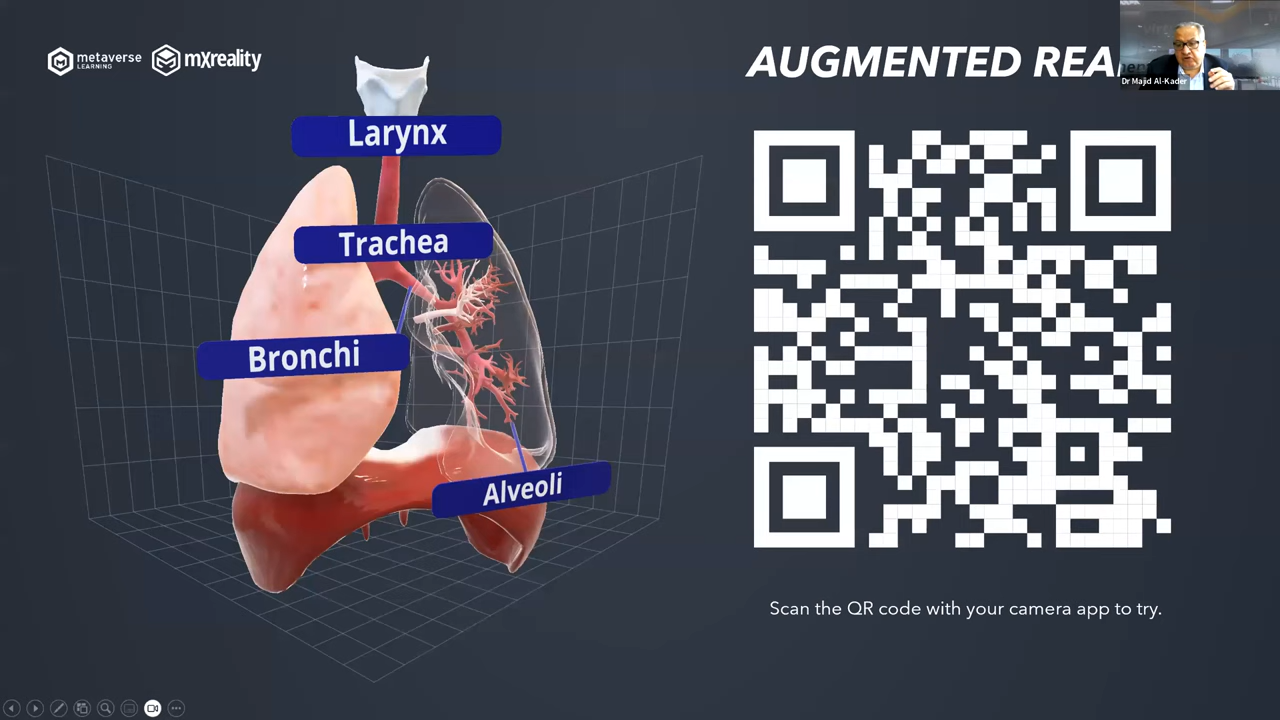 metaverse
LEARNING
mXreality
AUGMENTED REA
Dr Majid Al-Kader
Larynx
Trachea
Bronchi
Alveoli
Scan the QR code with your camera app to try.